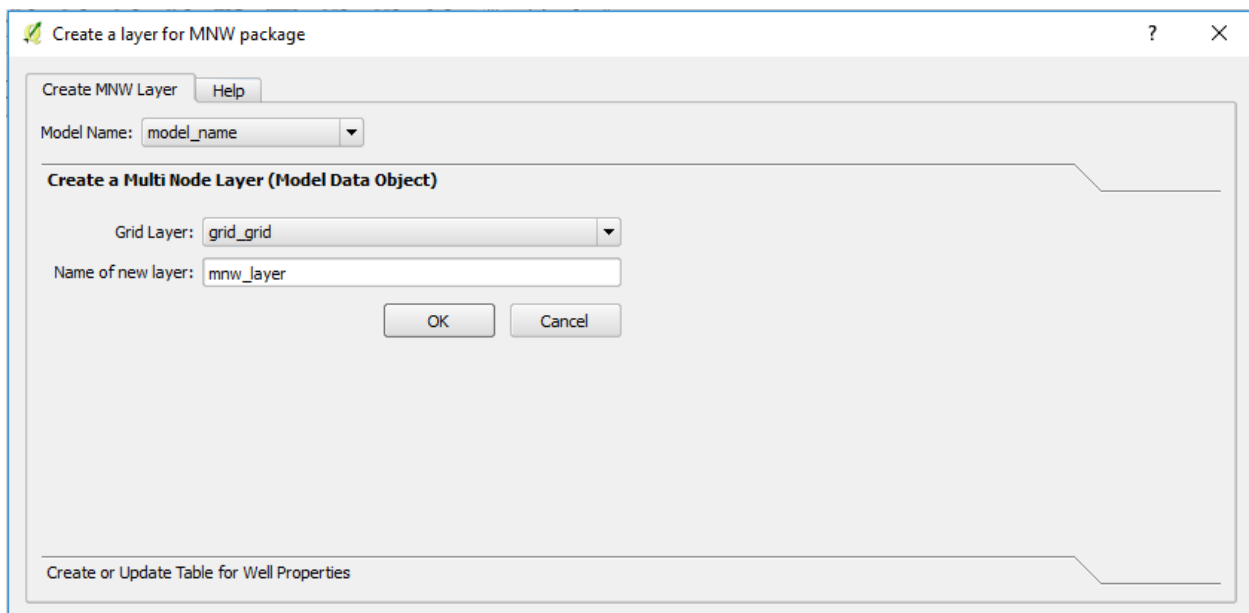 Create a layer for MNW package ?
Create MNW Layer Help
Model Name: model_name
Create a Multi Node Layer (Model Data Object)
Grid Layer: grid_grid
Name of new layer: mnw_layer
OK Cancel
Create or Update Table for Well Properties